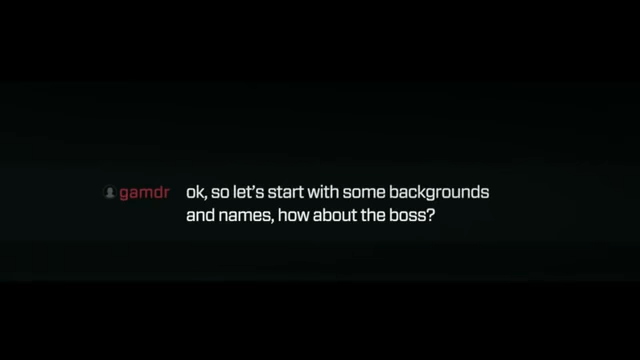 gamdr ok, so let's start with some backgrounds
and names, how about the boss?